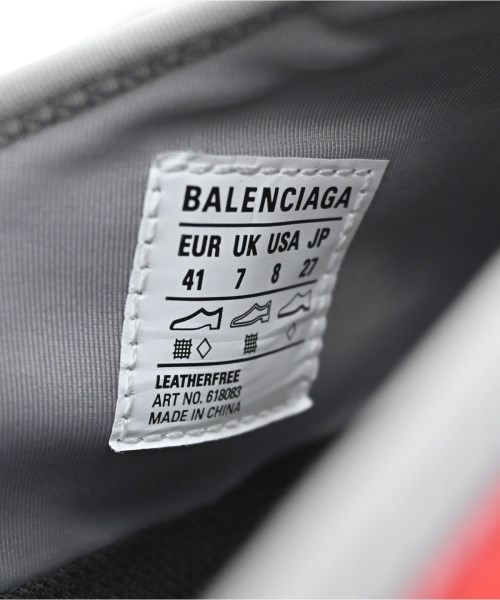 BALENCIAGA
EUR UK USA JP
41 7 8 27
LEATHERFREE
ART NO. 618083
MADE IN CHINA